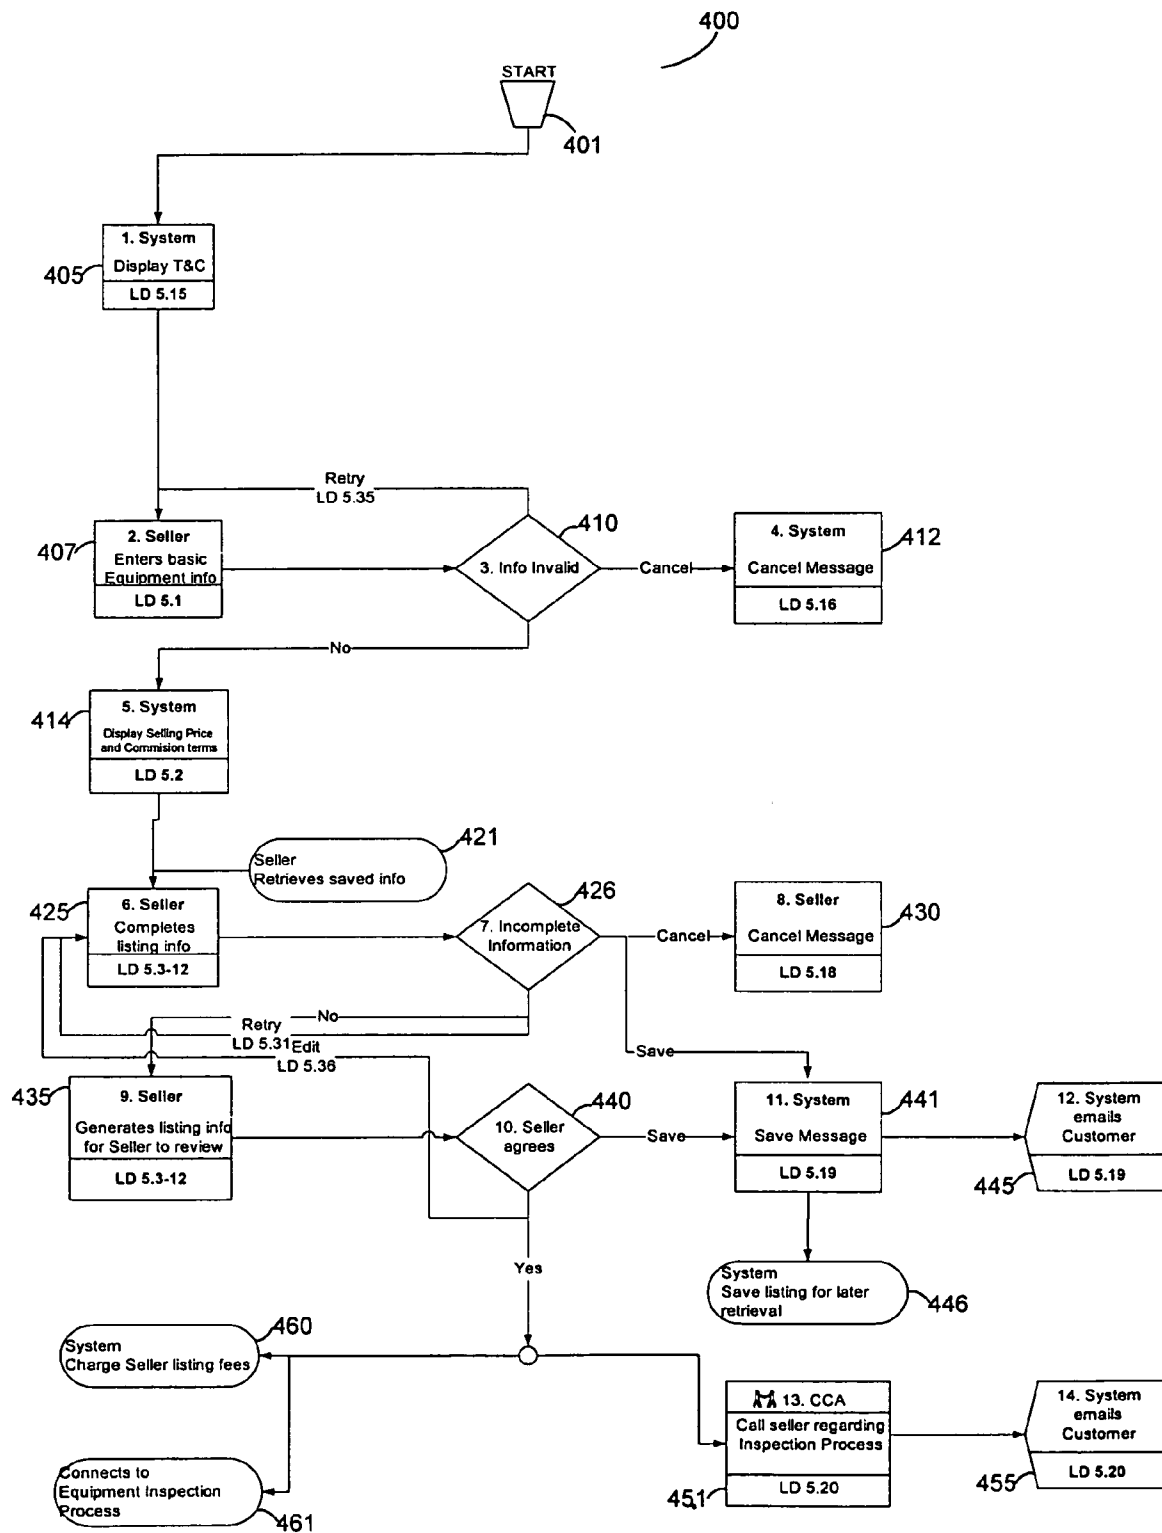 400
START
401
1. System
Display T&C
LD 5.15
405
Retry
LD 5.35
2. Seller
Enters basic
Equipment info
LD 5.1
407
3. Info Invalid
410
Cancel
4. System
Cancel Message
LD 5.16
412
No
5. System
Display Selling Price
and Commision terms
LD 5.2
414
Seller
Retrieves saved info
421
6. Seller
Completes
listing info
LD 5.3-12
425
7. Incomplete
Information
426
Cancel
8. Seller
Cancel Message
LD 5.18
430
No
Retry
LD 5.31
Edit
LD 5.36
Save
9. Seller
Generates listing info
for Seller to review
LD 5.3-12
435
10. Seller
agrees
440
Save
11. System
Save Message
LD 5.19
441
12. System
emails
Customer
LD 5.19
445
Yes
System
Save listing for later
retrieval
446
System
Charge Seller listing fees
460
13. CCA
Call seller regarding
Inspection Process
LD 5.20
451
14. System
emails
Customer
LD 5.20
455
Connects to
Equipment Inspection
Process
461